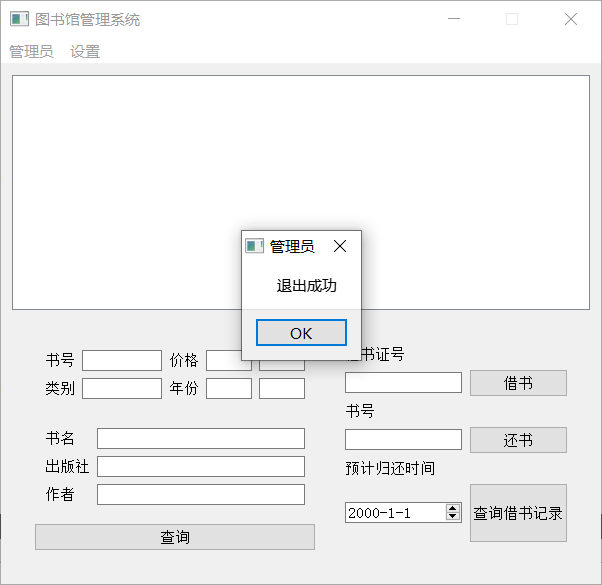 图书馆管理系统
管理员 设置
管理员
退出成功
OK
书号 价格
类别 年份
书名
出版社
作者
查询
书证号
借书
书号
还书
预计归还时间
2000-1-1
查询借书记录